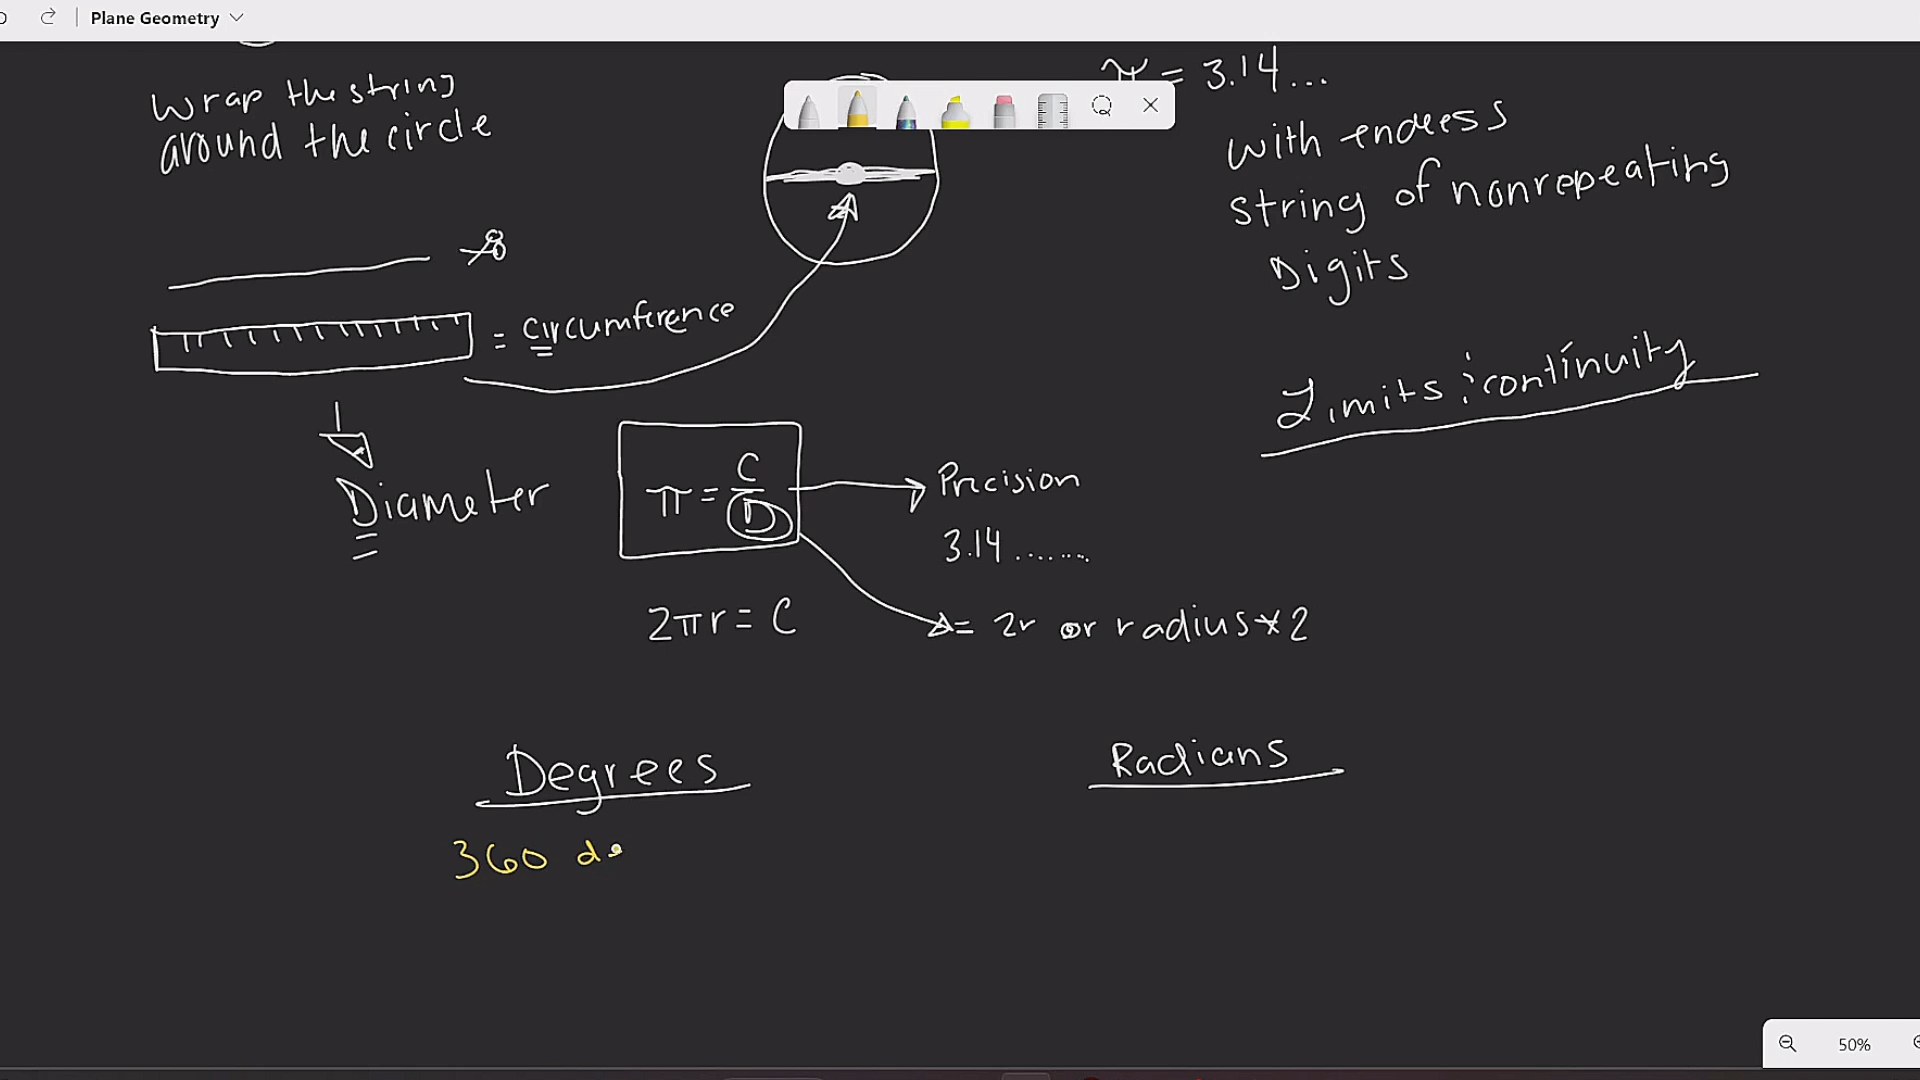 Plane Geometry
Wrap the string
around the circle
π = 3.14...
with endless
string of nonrepeating
Digits
= circumference
Limits : continuity
Diameter
π = C/D
Precision
3.14.......
2πr = C
= 2r or radius * 2
Degrees
Radians
360 de
50%